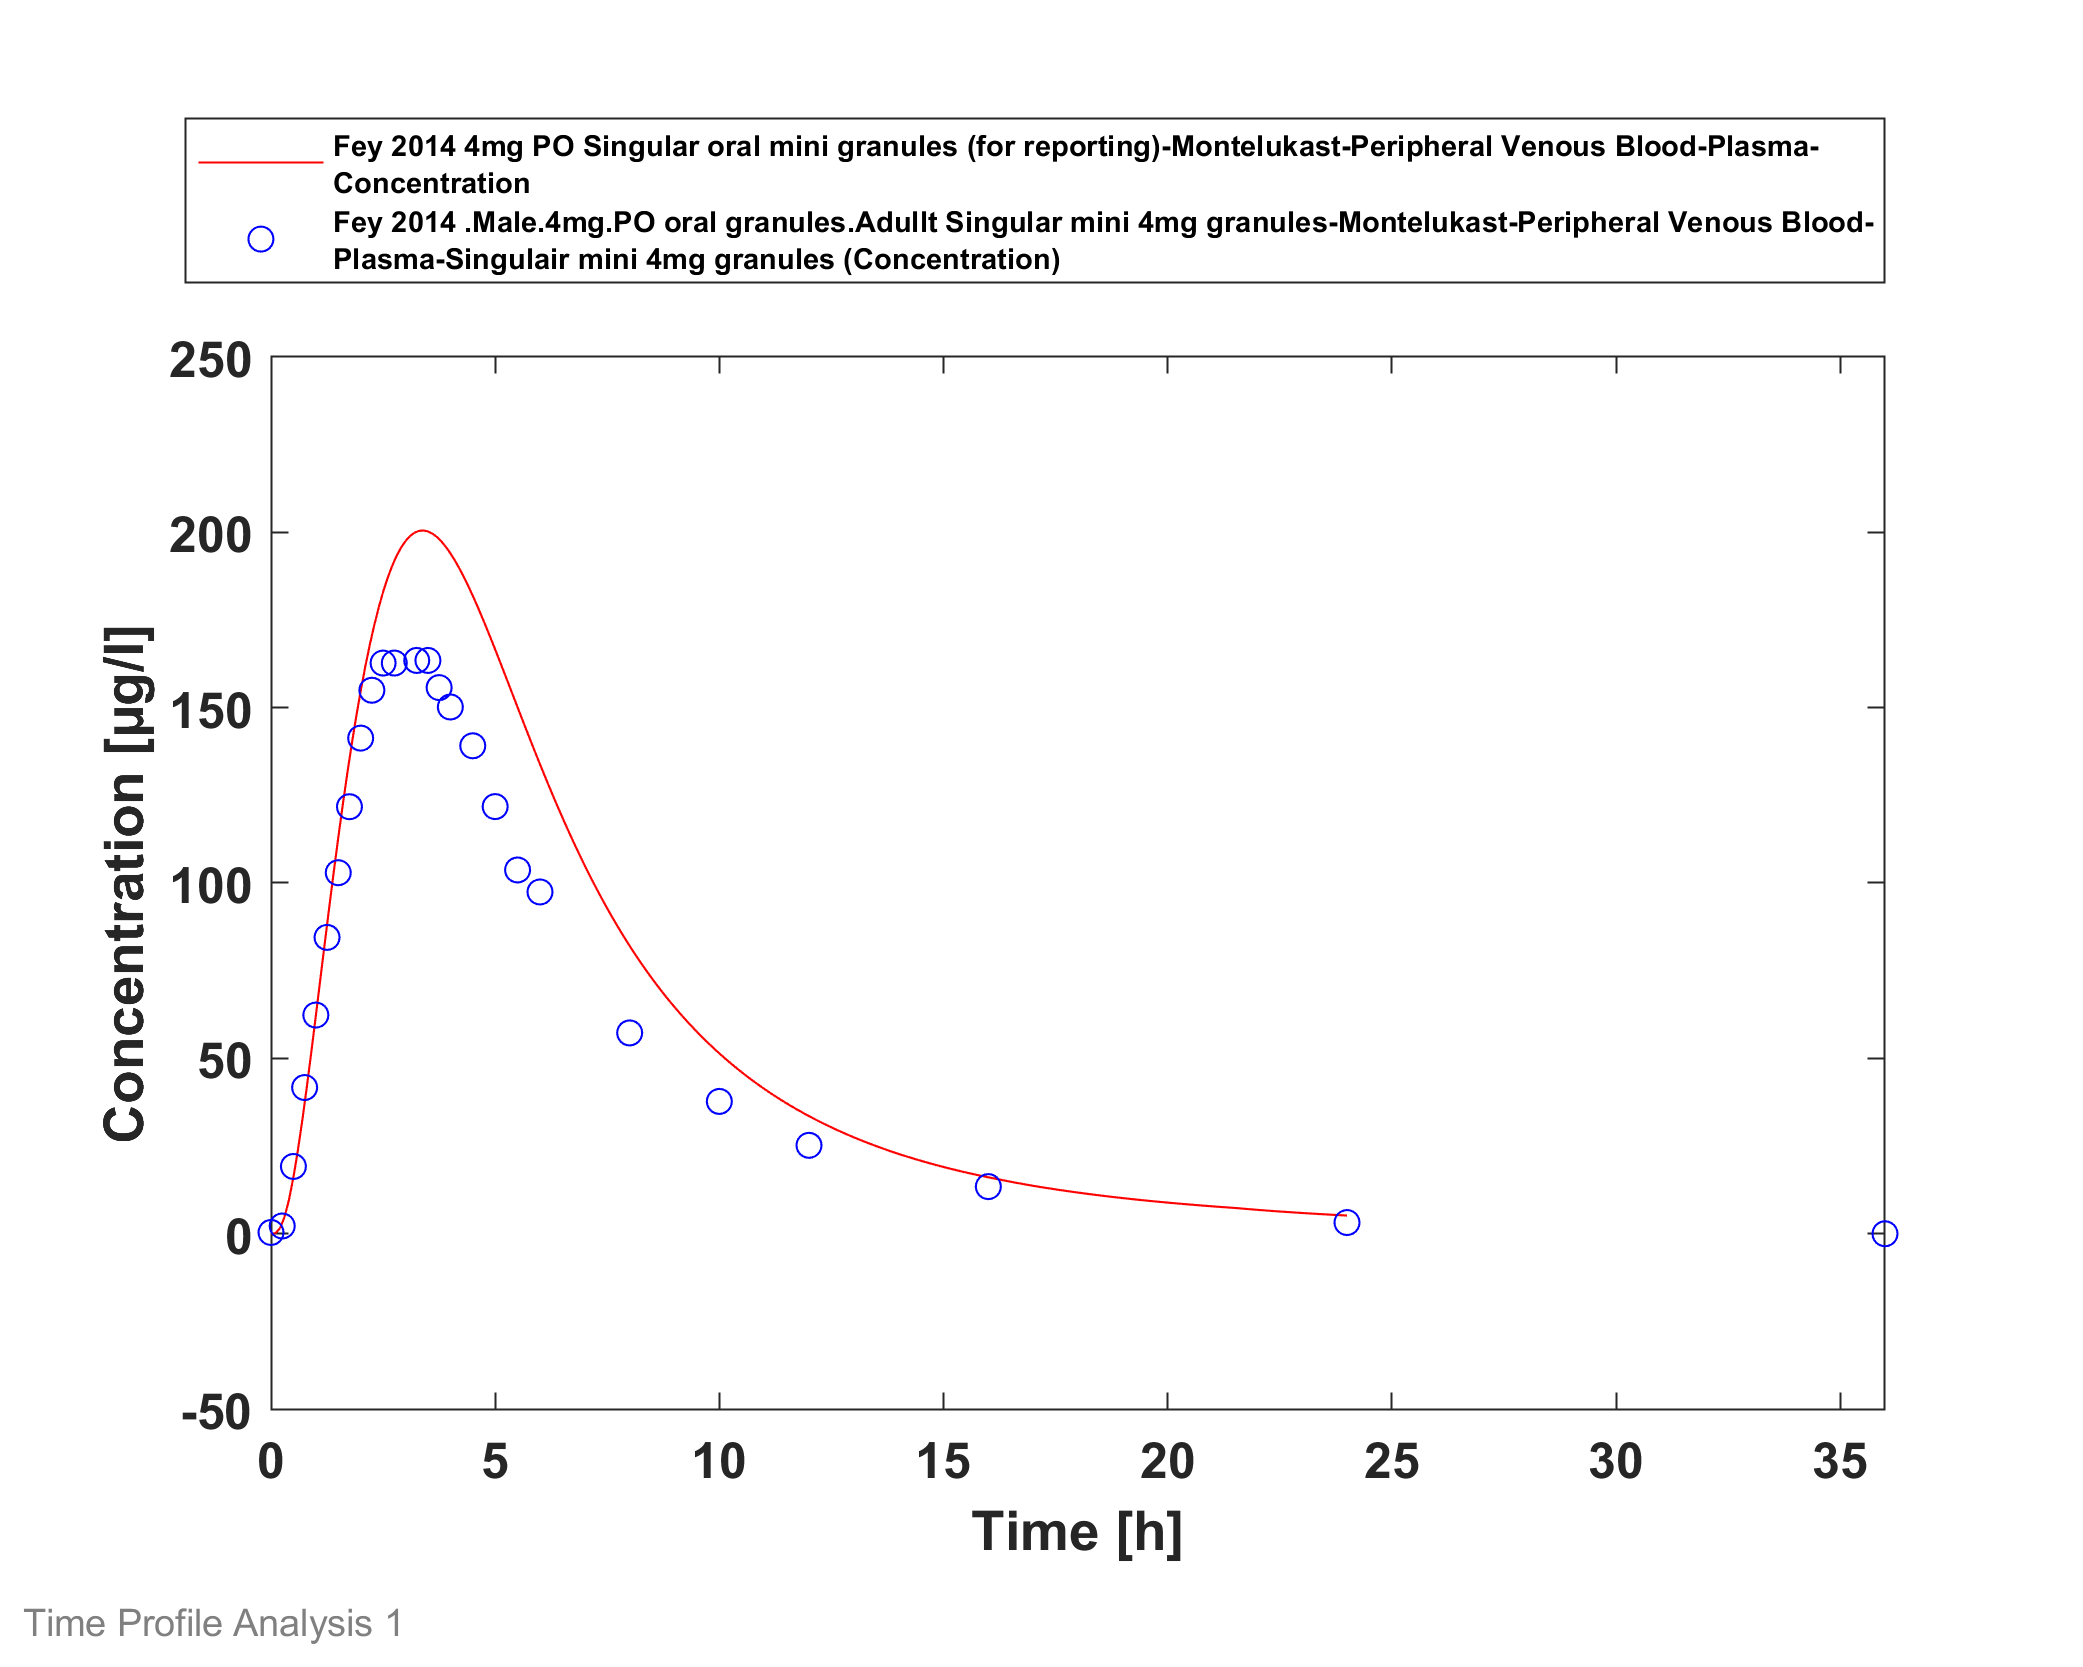 Fey 2014 4mg PO Singular oral mini granules (for reporting)-Montelukast-Peripheral Venous Blood-Plasma-
Concentration
Fey 2014 .Male.4mg.PO oral granules.Adullt Singular mini 4mg granules-Montelukast-Peripheral Venous Blood-
Plasma-Singulair mini 4mg granules (Concentration)
250
200
150
100
50
0
-50
Concentration [µg/l]
0 5 10 15 20 25 30 35
Time [h]
Time Profile Analysis 1